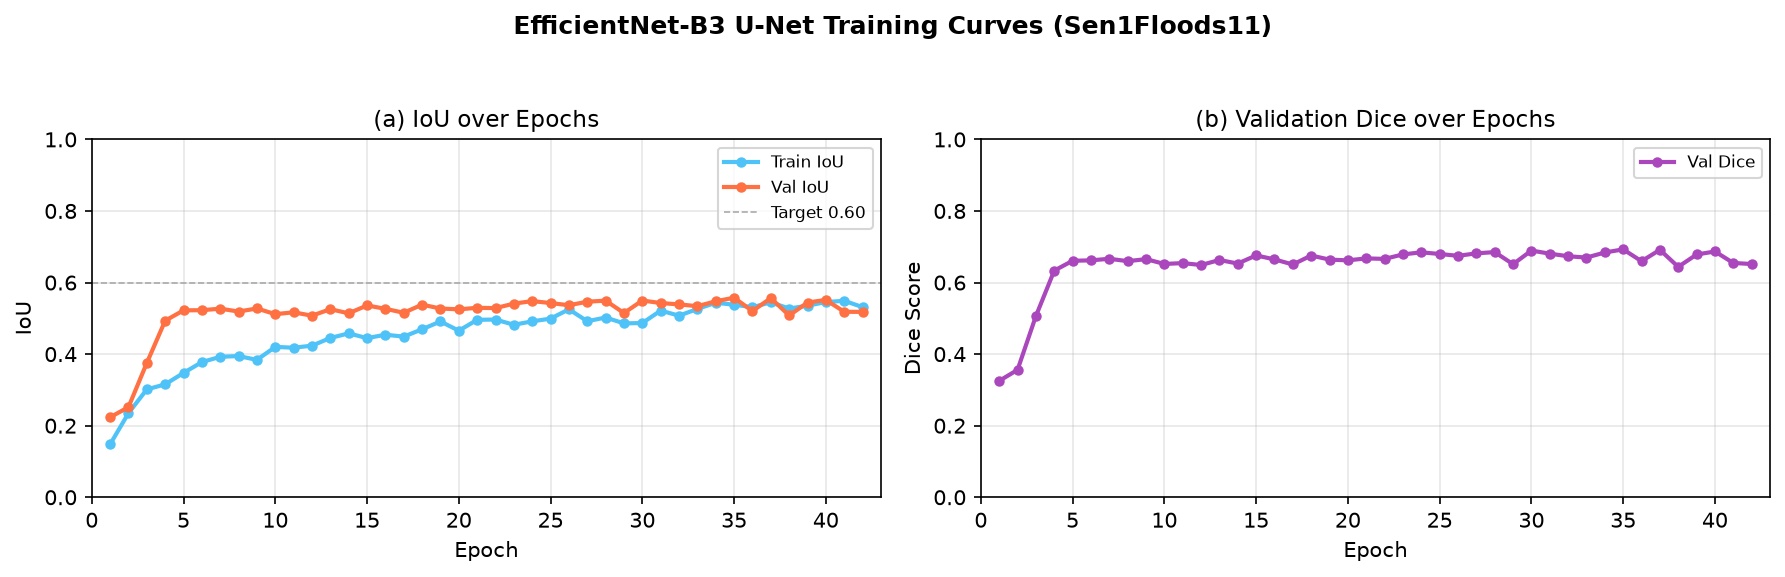 EfficientNet-B3 U-Net Training Curves (Sen1Floods11)
(a) IoU over Epochs
1.0
0.8
0.6
0.4
0.2
0.0
IoU
0 5 10 15 20 25 30 35 40
Epoch
Train IoU
Val IoU
Target 0.60
(b) Validation Dice over Epochs
1.0
0.8
0.6
0.4
0.2
0.0
Dice Score
0 5 10 15 20 25 30 35 40
Epoch
Val Dice